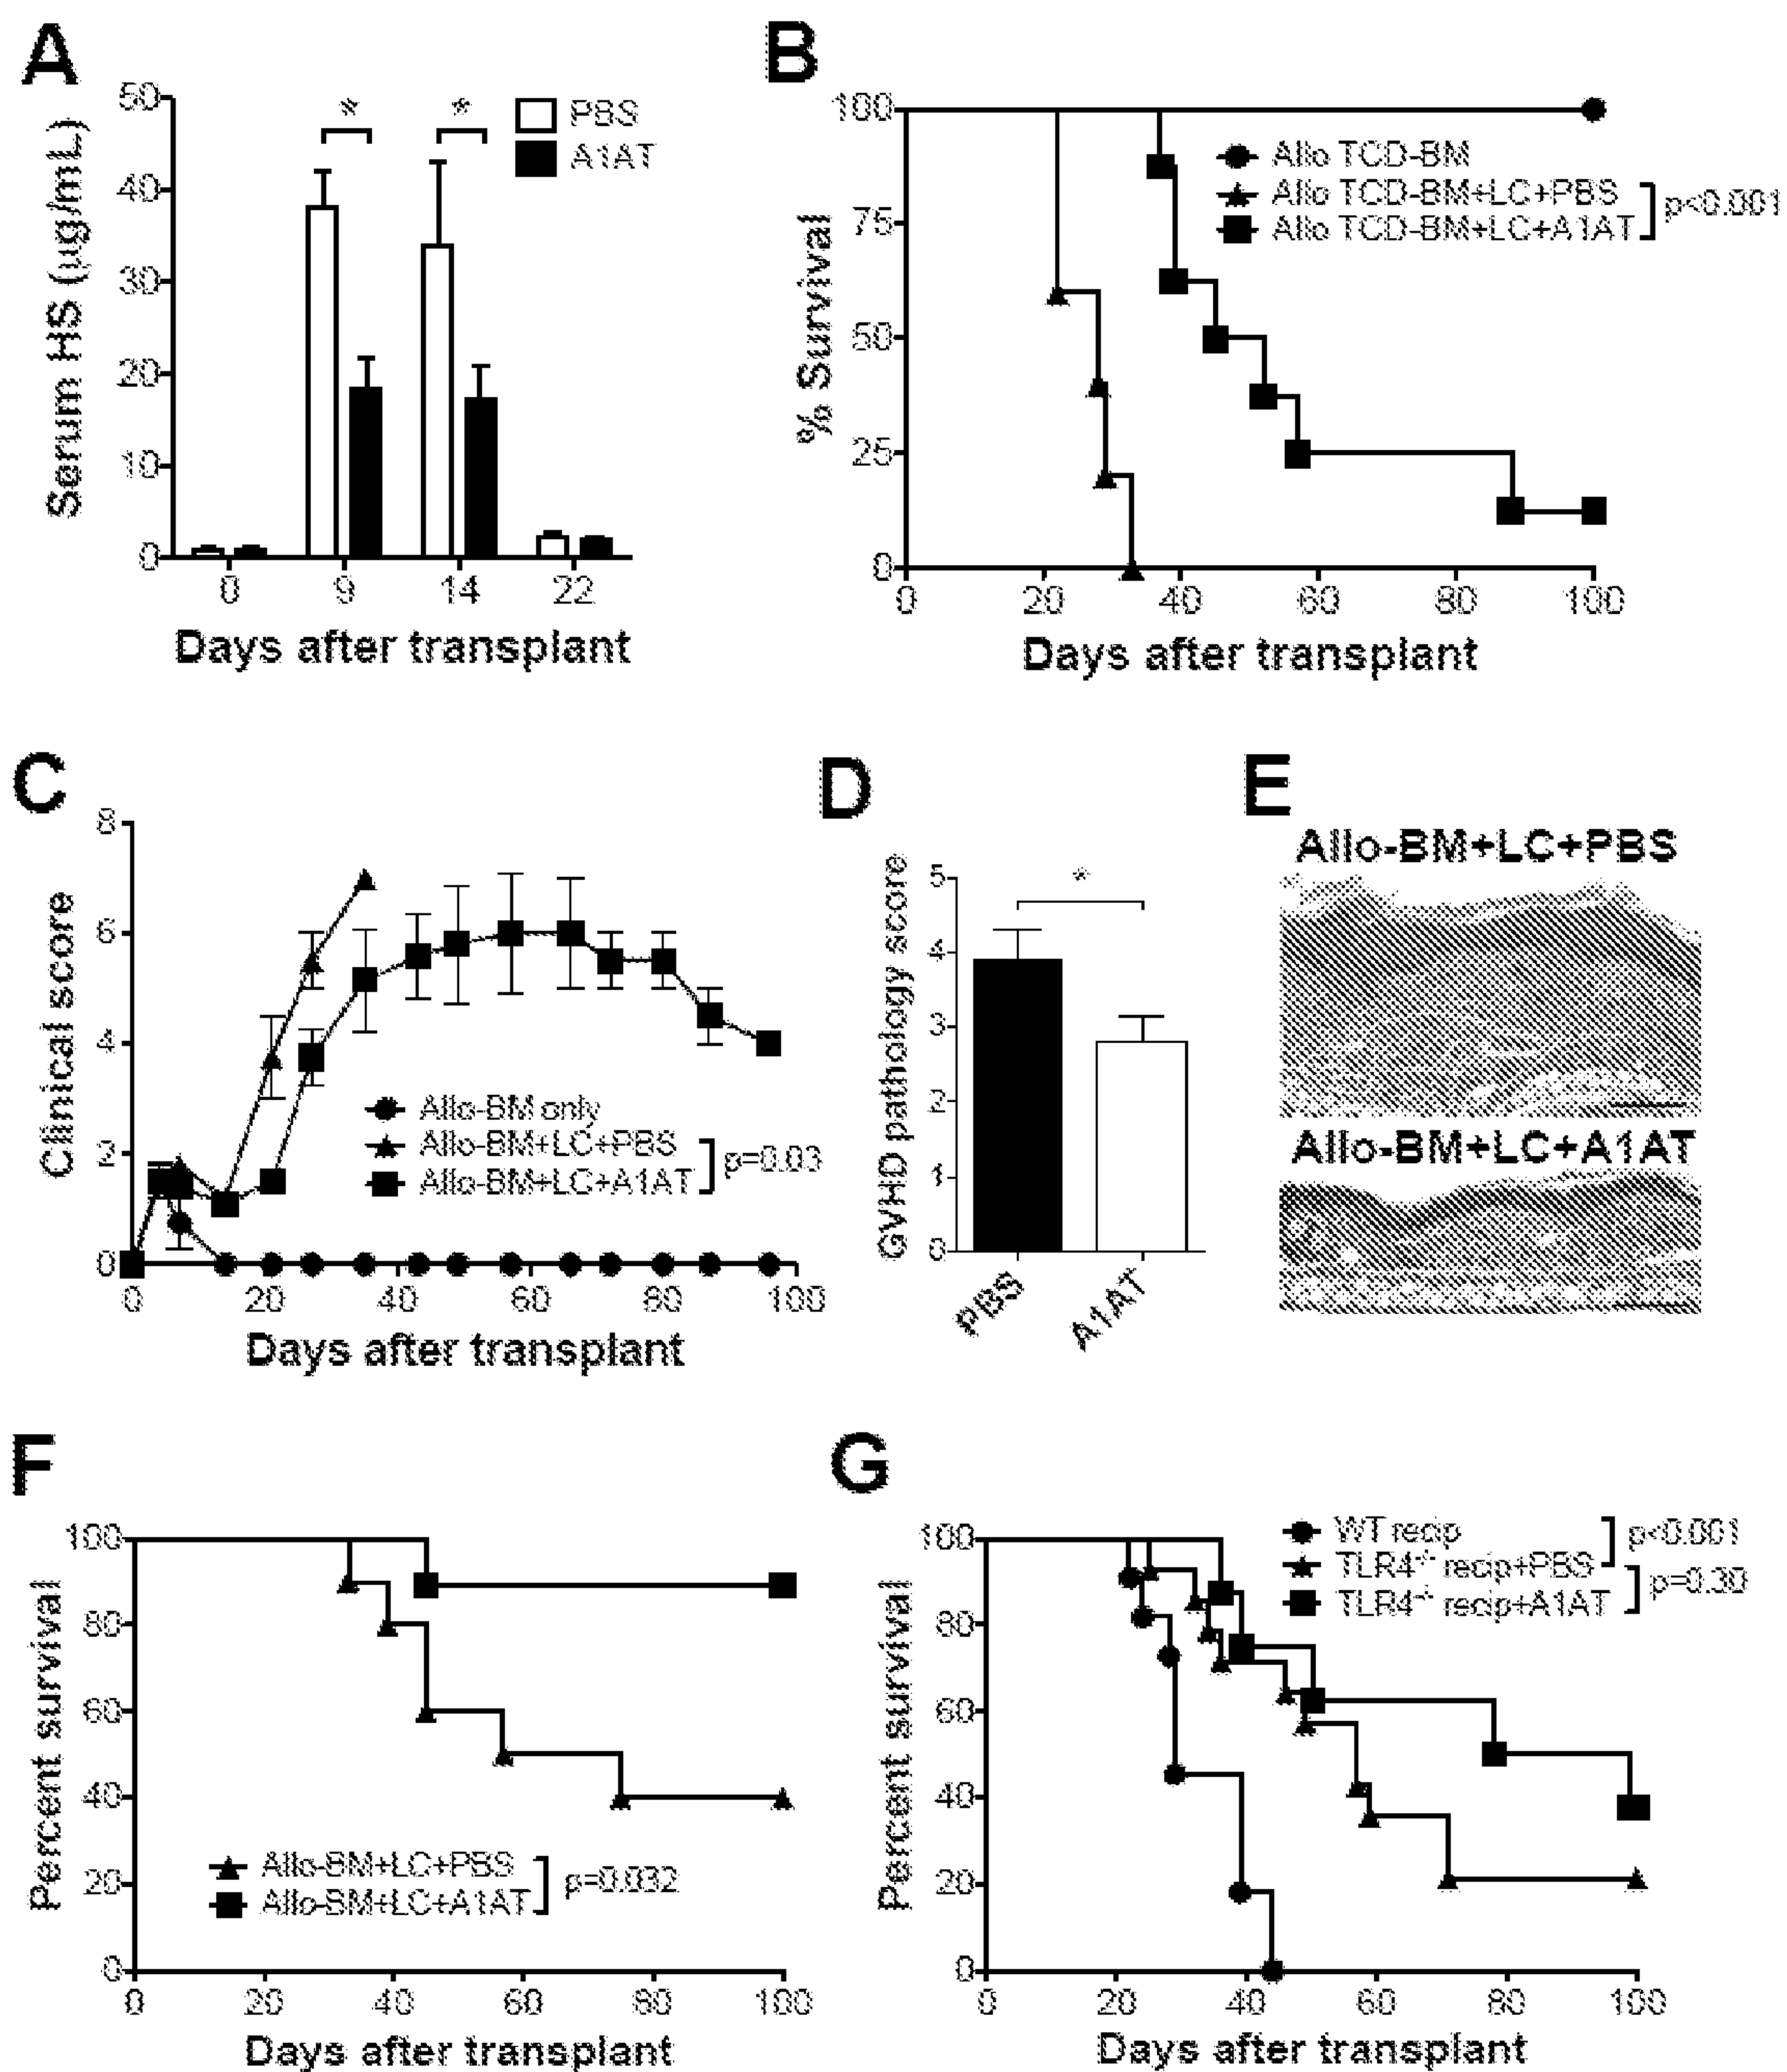 A
50
40
30
20
10
0
Serum HS (µg/mL)
*
*
PBS
A1AT
0 9 14 22
Days after transplant
B
100
75
50
25
0
% Survival
Allo TCD-BM
Allo TCD-BM+LC+PBS
Allo TCD-BM+LC+A1AT
p<0.001
0 20 40 60 80 100
Days after transplant
C
8
6
4
2
0
Clinical score
Allo-BM only
Allo-BM+LC+PBS
Allo-BM+LC+A1AT
p=0.03
0 20 40 60 80 100
Days after transplant
D
5
4
3
2
1
0
GVHD pathology score
*
PBS
A1AT
E
Allo-BM+LC+PBS
Allo-BM+LC+A1AT
F
100
80
60
40
20
0
Percent survival
Allo-BM+LC+PBS
Allo-BM+LC+A1AT
p=0.032
0 20 40 60 80 100
Days after transplant
G
100
80
60
40
20
0
Percent survival
WT recip
TLR4-/- recip+PBS
TLR4-/- recip+A1AT
p<0.001
p=0.30
0 20 40 60 80 100
Days after transplant